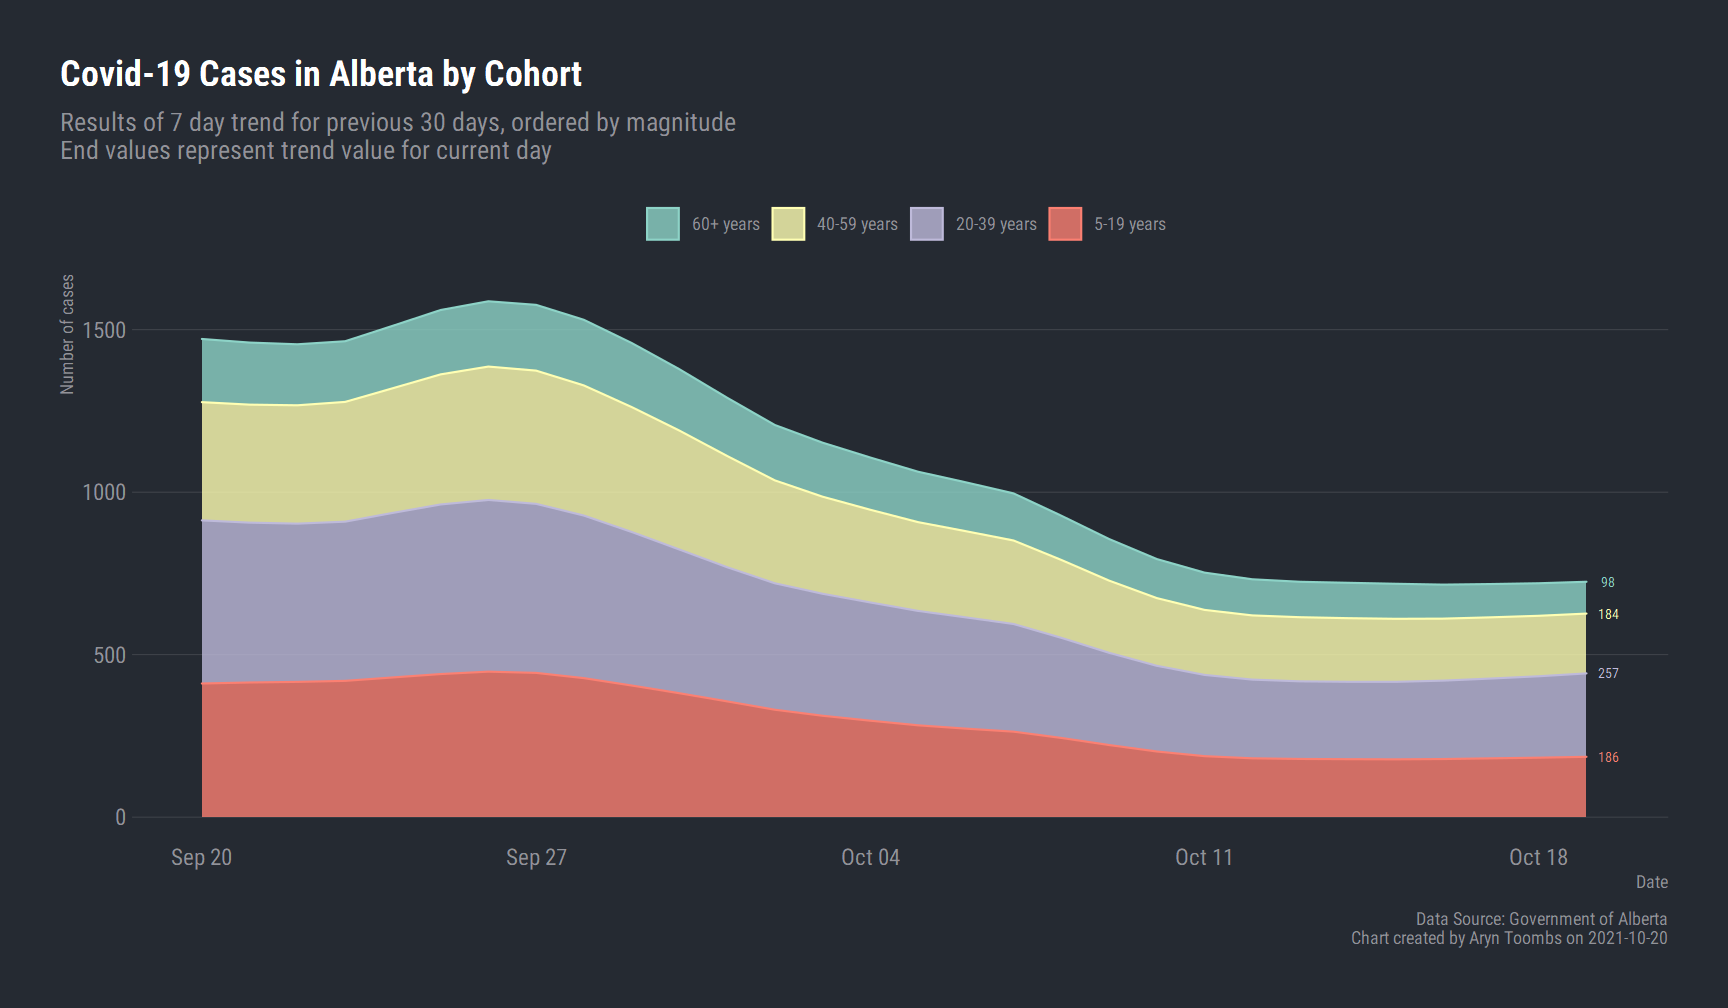 Covid-19 Cases in Alberta by Cohort
Results of 7 day trend for previous 30 days, ordered by magnitude
End values represent trend value for current day
60+ years
40-59 years
20-39 years
5-19 years
Number of cases
1500
1000
500
0
98
184
257
186
Sep 20
Sep 27
Oct 04
Oct 11
Oct 18
Date
Data Source: Government of Alberta
Chart created by Aryn Toombs on 2021-10-20